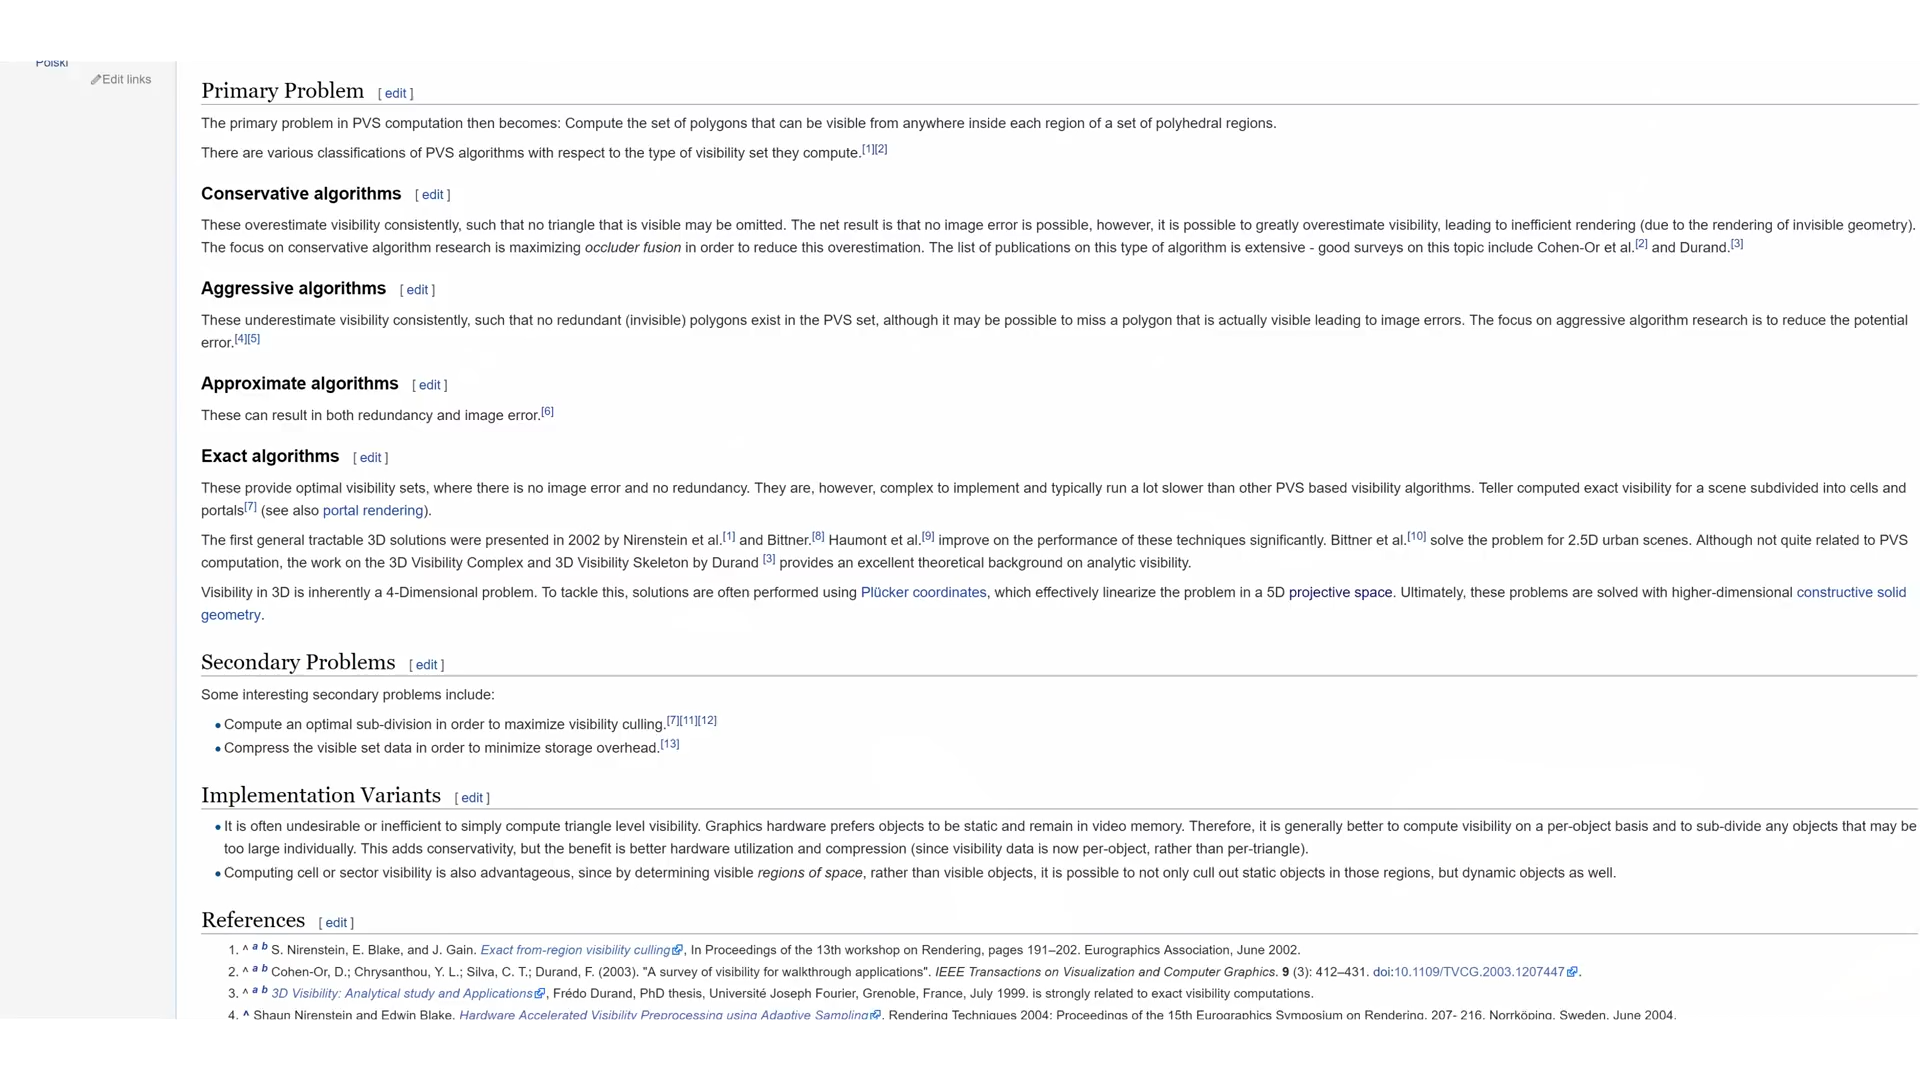 Polski
Edit links
Primary Problem [ edit ]
The primary problem in PVS computation then becomes: Compute the set of polygons that can be visible from anywhere inside each region of a set of polyhedral regions.
There are various classifications of PVS algorithms with respect to the type of visibility set they compute.[1][2]
Conservative algorithms [ edit ]
These overestimate visibility consistently, such that no triangle that is visible may be omitted. The net result is that no image error is possible, however, it is possible to greatly overestimate visibility, leading to inefficient rendering (due to the rendering of invisible geometry).
The focus on conservative algorithm research is maximizing occluder fusion in order to reduce this overestimation. The list of publications on this type of algorithm is extensive - good surveys on this topic include Cohen-Or et al.[2] and Durand.[3]
Aggressive algorithms [ edit ]
These underestimate visibility consistently, such that no redundant (invisible) polygons exist in the PVS set, although it may be possible to miss a polygon that is actually visible leading to image errors. The focus on aggressive algorithm research is to reduce the potential
error.[4][5]
Approximate algorithms [ edit ]
These can result in both redundancy and image error.[6]
Exact algorithms [ edit ]
These provide optimal visibility sets, where there is no image error and no redundancy. They are, however, complex to implement and typically run a lot slower than other PVS based visibility algorithms. Teller computed exact visibility for a scene subdivided into cells and
portals[7] (see also portal rendering).
The first general tractable 3D solutions were presented in 2002 by Nirenstein et al.[1] and Bittner.[8] Haumont et al.[9] improve on the performance of these techniques significantly. Bittner et al.[10] solve the problem for 2.5D urban scenes. Although not quite related to PVS
computation, the work on the 3D Visibility Complex and 3D Visibility Skeleton by Durand [3] provides an excellent theoretical background on analytic visibility.
Visibility in 3D is inherently a 4-Dimensional problem. To tackle this, solutions are often performed using Plücker coordinates, which effectively linearize the problem in a 5D projective space. Ultimately, these problems are solved with higher-dimensional constructive solid
geometry.
Secondary Problems [ edit ]
Some interesting secondary problems include:
• Compute an optimal sub-division in order to maximize visibility culling.[7][11][12]
• Compress the visible set data in order to minimize storage overhead.[13]
Implementation Variants [ edit ]
• It is often undesirable or inefficient to simply compute triangle level visibility. Graphics hardware prefers objects to be static and remain in video memory. Therefore, it is generally better to compute visibility on a per-object basis and to sub-divide any objects that may be
too large individually. This adds conservativity, but the benefit is better hardware utilization and compression (since visibility data is now per-object, rather than per-triangle).
• Computing cell or sector visibility is also advantageous, since by determining visible regions of space, rather than visible objects, it is possible to not only cull out static objects in those regions, but dynamic objects as well.
References [ edit ]
1. ^ a b S. Nirenstein, E. Blake, and J. Gain. Exact from-region visibility culling, In Proceedings of the 13th workshop on Rendering, pages 191–202. Eurographics Association, June 2002.
2. ^ a b Cohen-Or, D.; Chrysanthou, Y. L.; Silva, C. T.; Durand, F. (2003). "A survey of visibility for walkthrough applications". IEEE Transactions on Visualization and Computer Graphics. 9 (3): 412–431. doi:10.1109/TVCG.2003.1207447.
3. ^ a b 3D Visibility: Analytical study and Applications, Frédo Durand, PhD thesis, Université Joseph Fourier, Grenoble, France, July 1999. is strongly related to exact visibility computations.
4. ^ Shaun Nirenstein and Edwin Blake, Hardware Accelerated Visibility Preprocessing using Adaptive Sampling, Rendering Techniques 2004: Proceedings of the 15th Eurographics Symposium on Rendering, 207- 216, Norrköping, Sweden, June 2004.